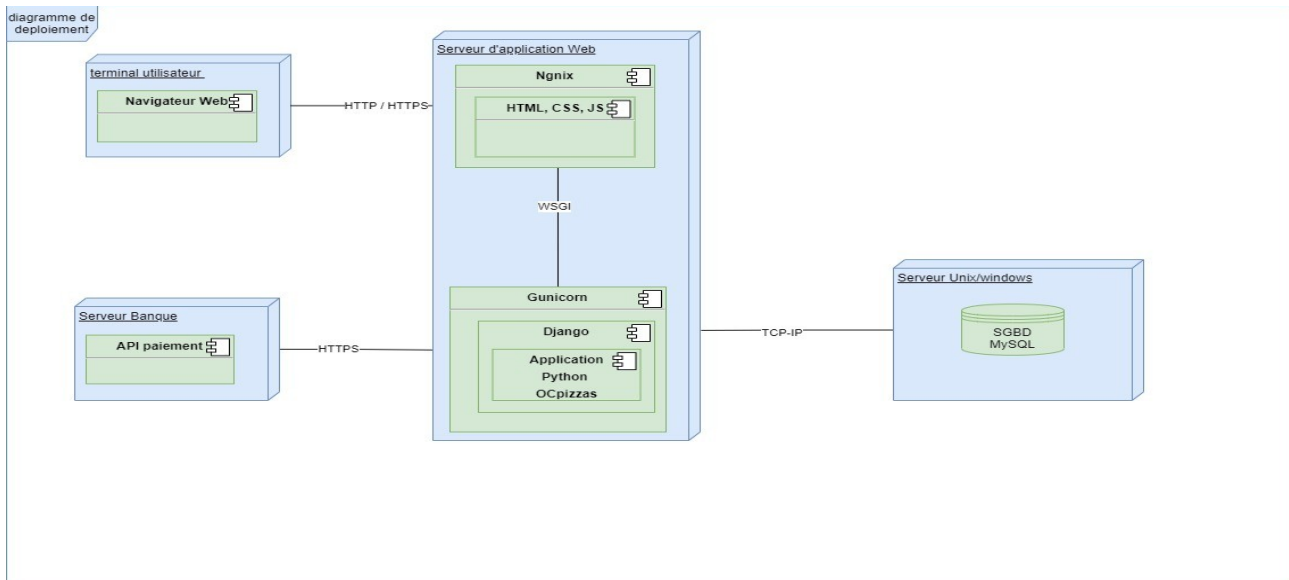 diagramme de
deploiement
terminal utilisateur
Navigateur Web
HTTP / HTTPS
Serveur d'application Web
Ngnix
HTML, CSS, JS
WSGI
Gunicorn
Django
Application
Python
OCpizzas
Serveur Banque
API paiement
HTTPS
TCP-IP
Serveur Unix/windows
SGBD
MySQL